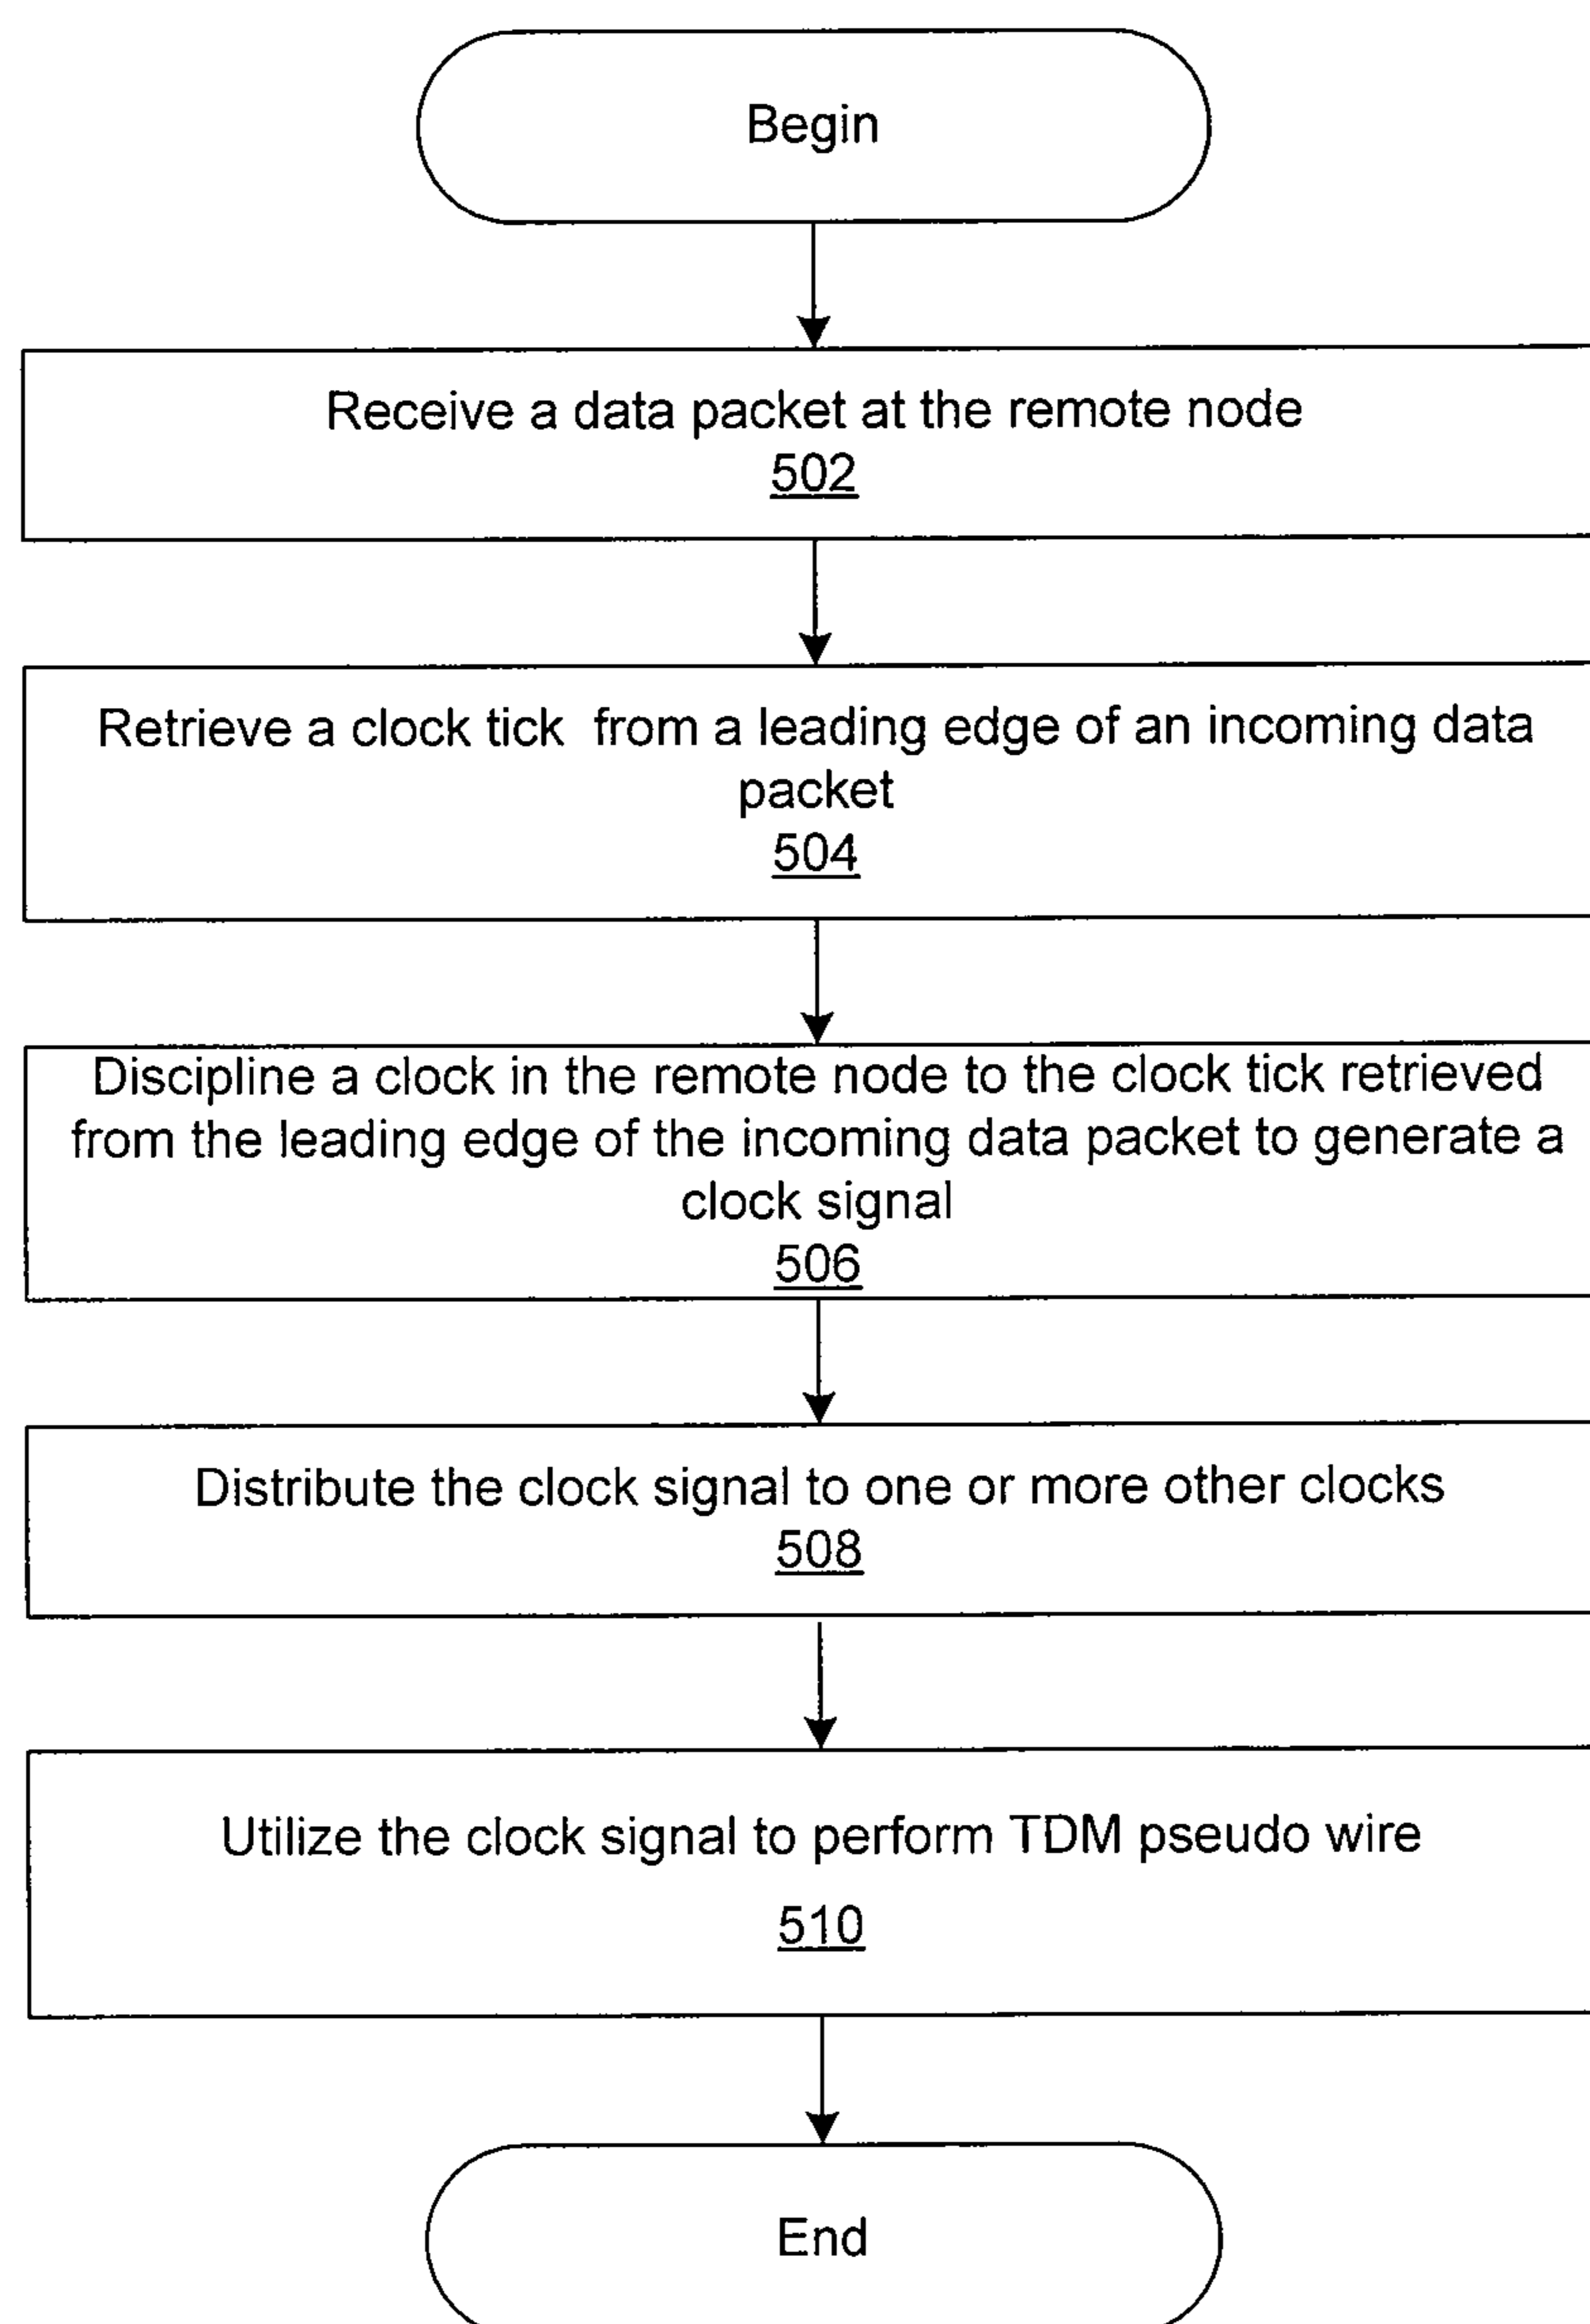 Begin
Receive a data packet at the remote node
502
Retrieve a clock tick from a leading edge of an incoming data
packet
504
Discipline a clock in the remote node to the clock tick retrieved
from the leading edge of the incoming data packet to generate a
clock signal
506
Distribute the clock signal to one or more other clocks
508
Utilize the clock signal to perform TDM pseudo wire
510
End